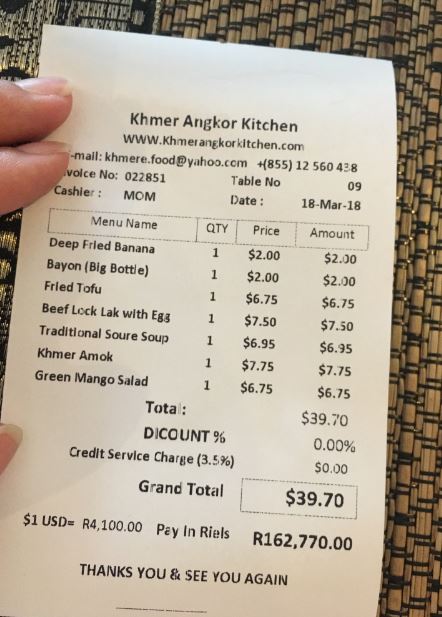 Khmer Angkor Kitchen
WWW.Khmerangkorkitchen.com
-mail: khmere.food@yahoo.com +(855) 12 560 438
voice No: 022851 Table No 09
Cashier : MOM Date : 18-Mar-18
Menu Name QTY Price Amount
Deep Fried Banana 1 $2.00 $2.00
Bayon (Big Bottle) 1 $2.00 $2.00
Fried Tofu 1 $6.75 $6.75
Beef Lock Lak with Egg 1 $7.50 $7.50
Traditional Soure Soup 1 $6.95 $6.95
Khmer Amok 1 $7.75 $7.75
Green Mango Salad 1 $6.75 $6.75
Total: $39.70
DICOUNT % 0.00%
Credit Service Charge (3.5%) $0.00
Grand Total $39.70
$1 USD= R4,100.00 Pay In Riels R162,770.00
THANKS YOU & SEE YOU AGAIN